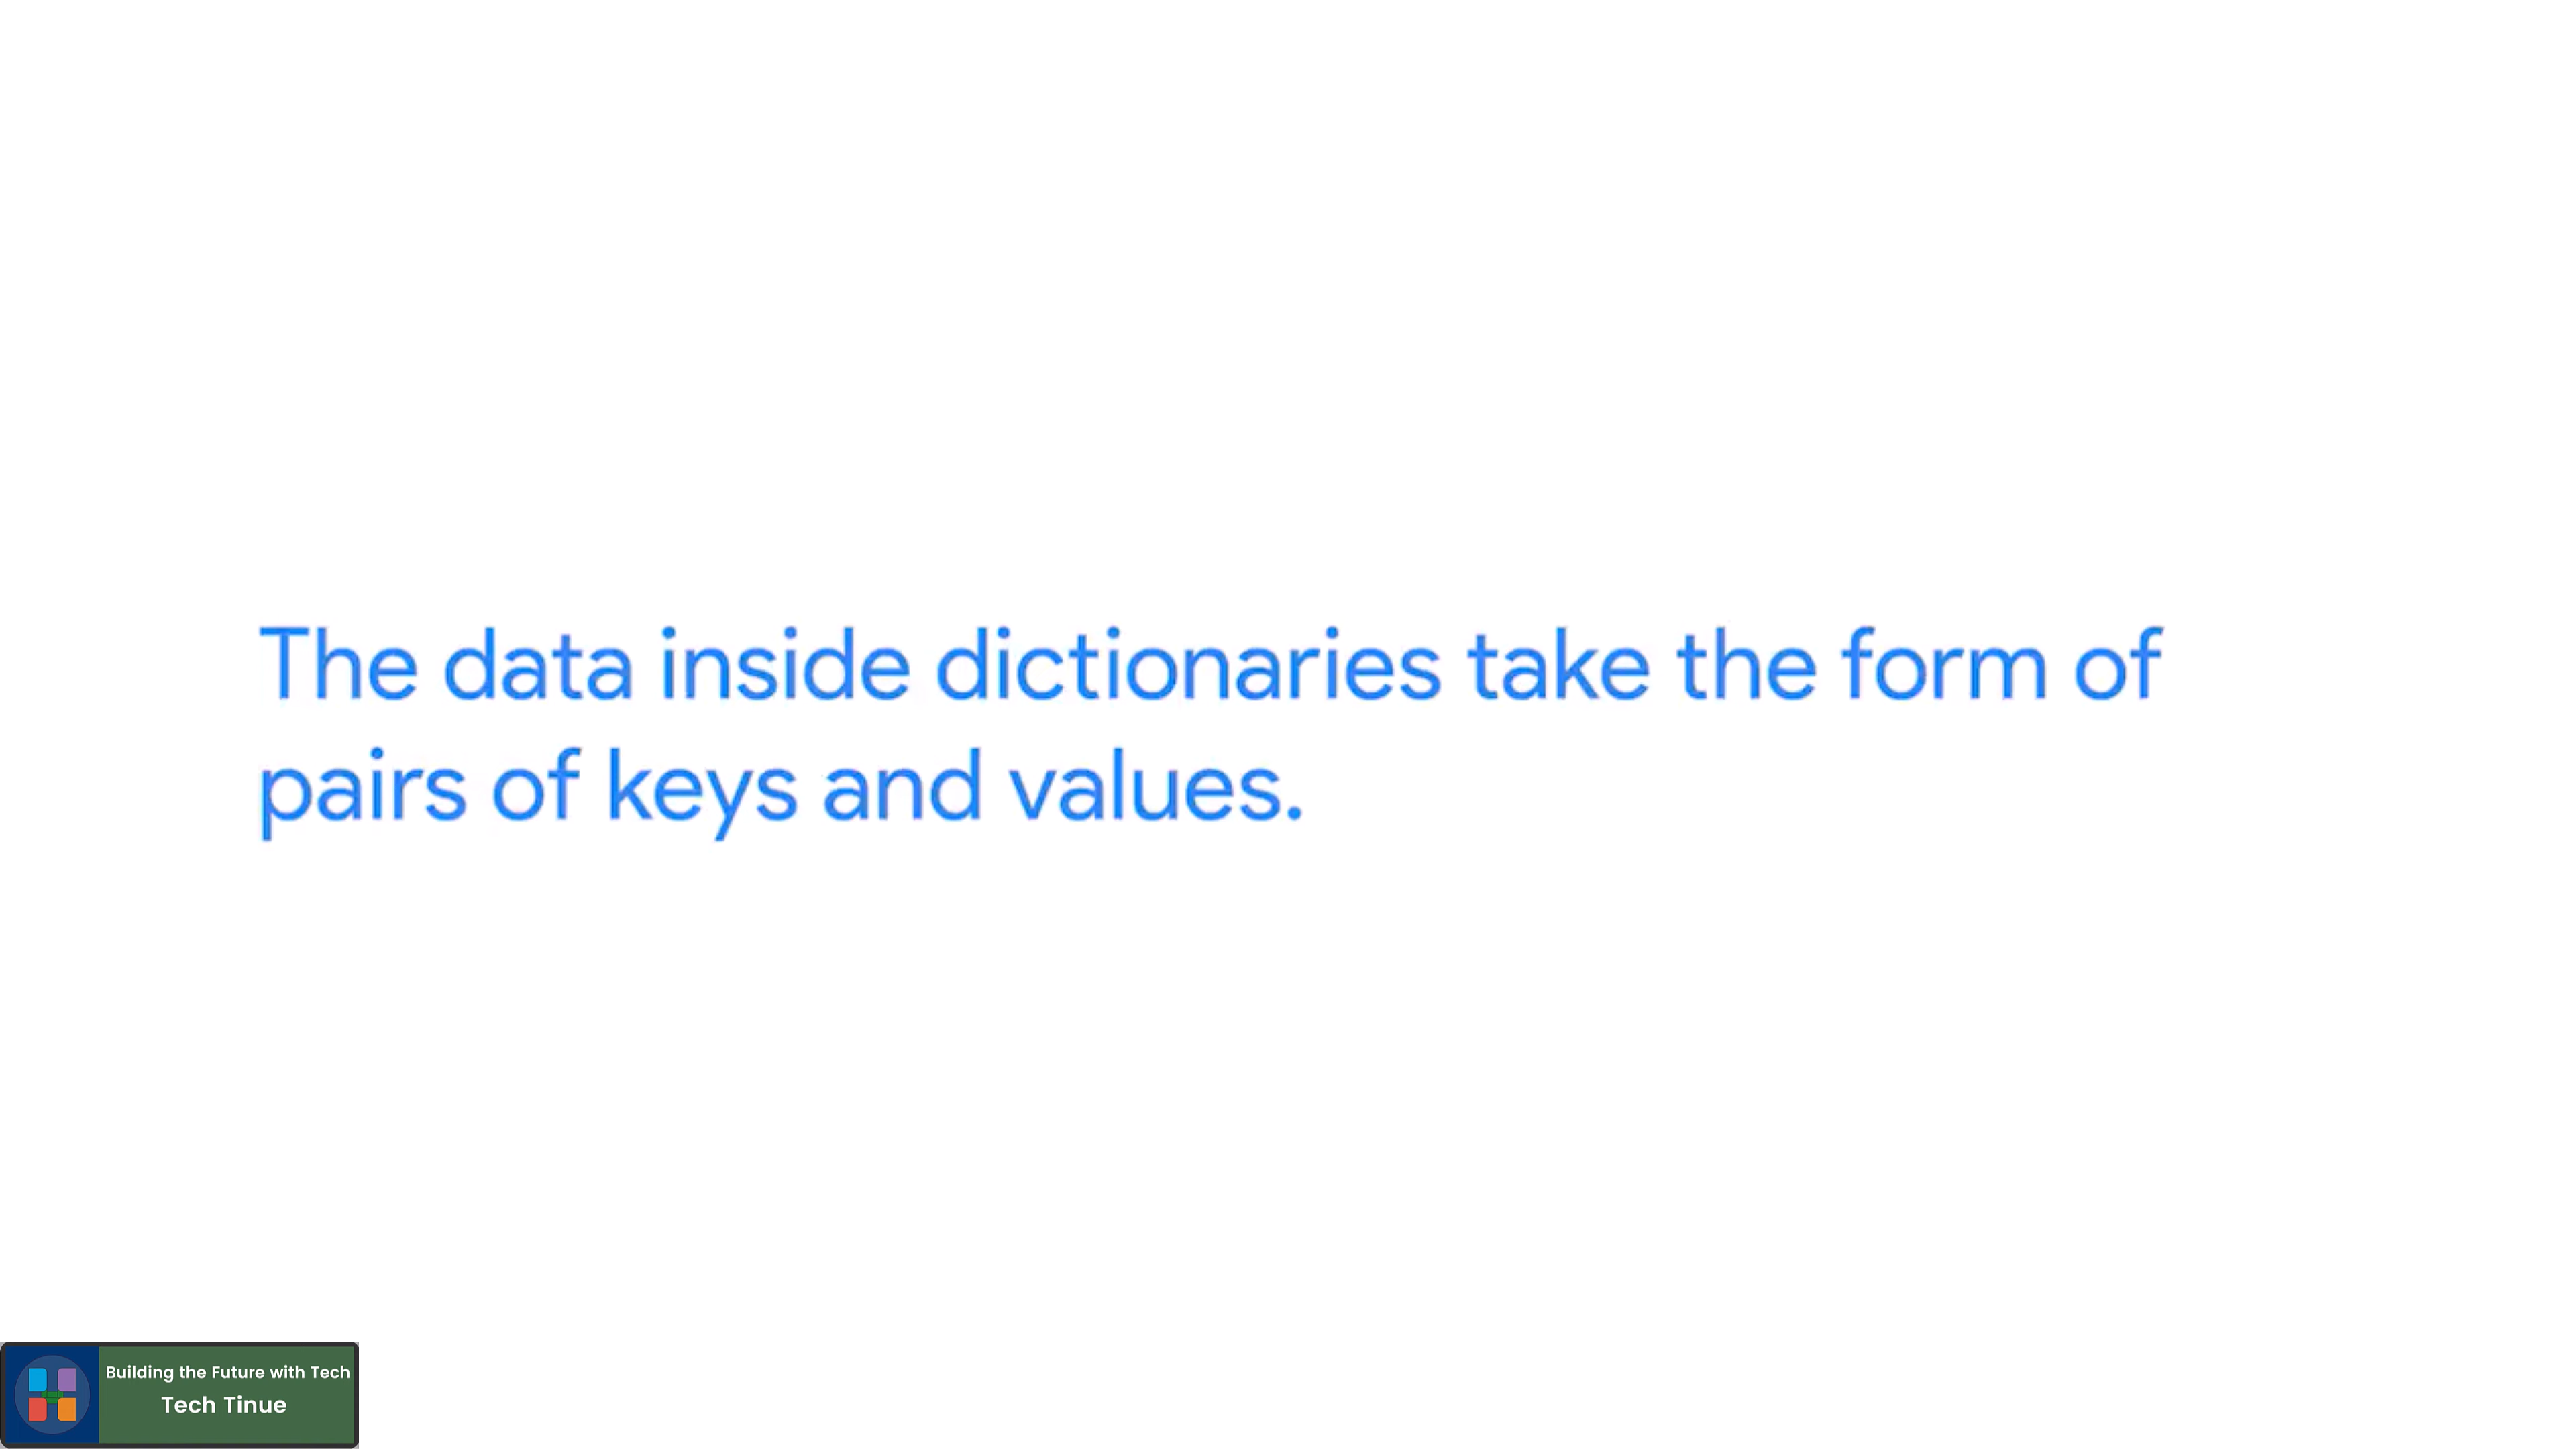 The data inside dictionaries take the form of
pairs of keys and values.
Building the Future with Tech
Tech Tinue